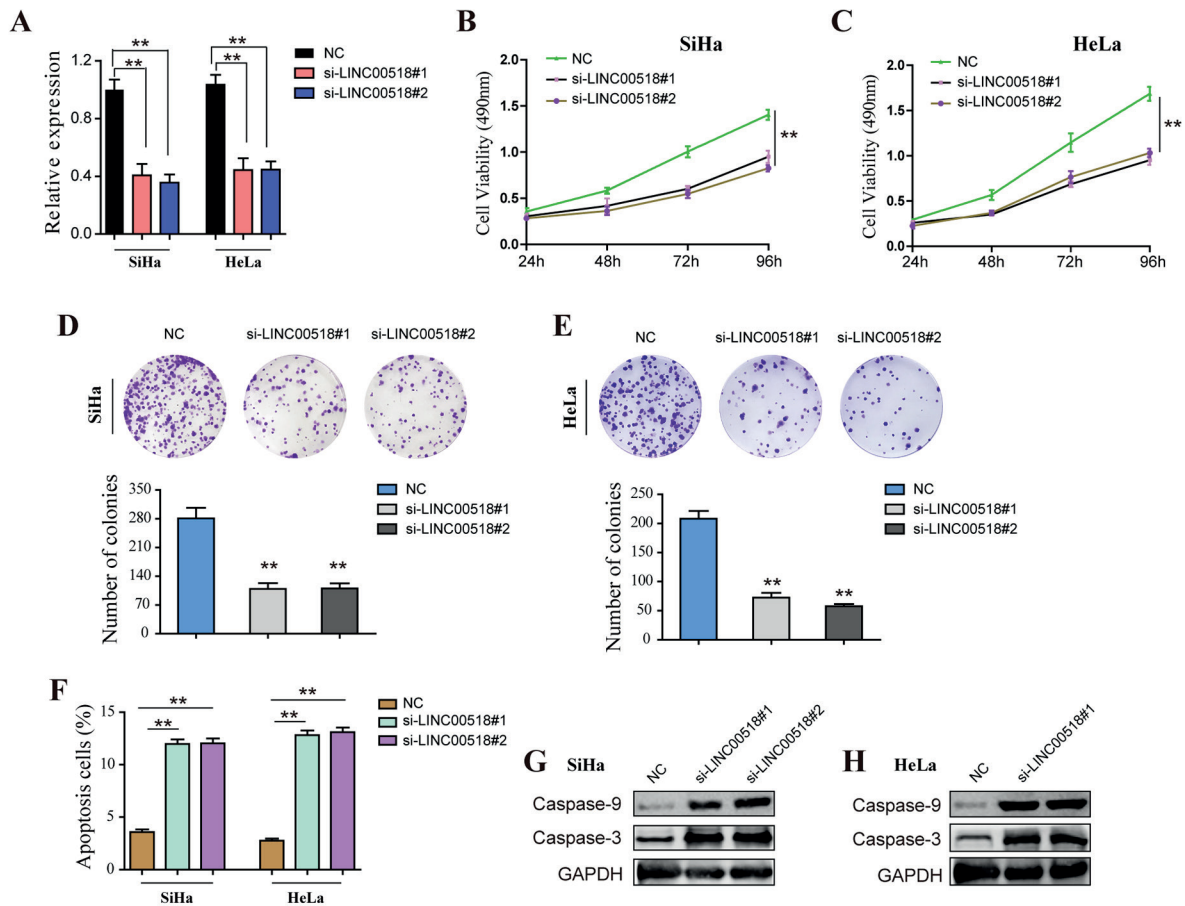 A
Relative expression
1.2
0.8
0.4
0.0
**
**
**
**
NC
si-LINC00518#1
si-LINC00518#2
SiHa
HeLa
B
SiHa
Cell Viability (490nm)
2.0
1.5
1.0
0.5
0.0
NC
si-LINC00518#1
si-LINC00518#2
**
24h 48h 72h 96h
C
HeLa
Cell Viability (490nm)
2.0
1.5
1.0
0.5
0.0
NC
si-LINC00518#1
si-LINC00518#2
**
24h 48h 72h 96h
D
NC si-LINC00518#1 si-LINC00518#2
SiHa
Number of colonies
350
280
210
140
70
0
** **
NC
si-LINC00518#1
si-LINC00518#2
E
NC si-LINC00518#1 si-LINC00518#2
HeLa
Number of colonies
250
200
150
100
50
0
** **
NC
si-LINC00518#1
si-LINC00518#2
F
Apoptosis cells (%)
15
10
5
0
**
**
**
**
NC
si-LINC00518#1
si-LINC00518#2
SiHa
HeLa
G SiHa
NC si-LINC00518#1 si-LINC00518#2
Caspase-9
Caspase-3
GAPDH
H HeLa
NC si-LINC00518#1
Caspase-9
Caspase-3
GAPDH